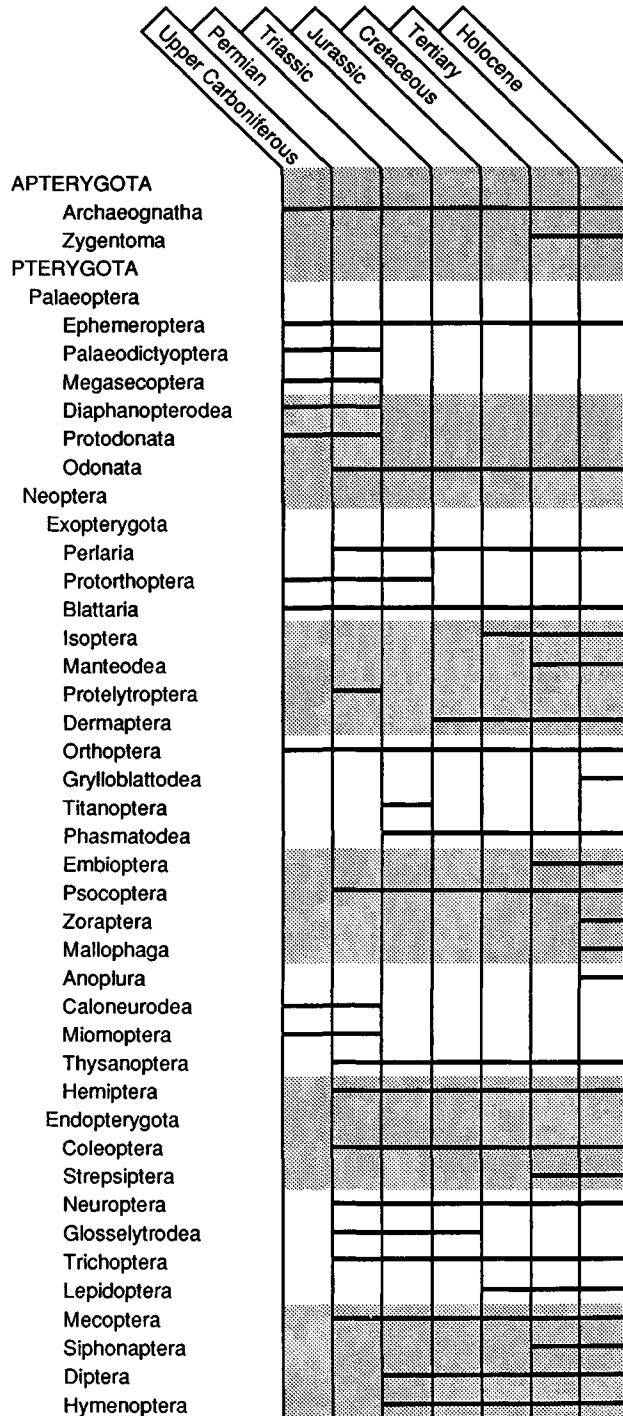 Upper Carboniferous
Permian
Triassic
Jurassic
Cretaceous
Tertiary
Holocene
APTERYGOTA
Archaeognatha
Zygentoma
PTERYGOTA
Palaeoptera
Ephemeroptera
Palaeodictyoptera
Megasecoptera
Diaphanopterodea
Protodonata
Odonata
Neoptera
Exopterygota
Perlaria
Protorthoptera
Blattaria
Isoptera
Manteodea
Protelytroptera
Dermaptera
Orthoptera
Grylloblattodea
Titanoptera
Phasmatodea
Embioptera
Psocoptera
Zoraptera
Mallophaga
Anoplura
Caloneurodea
Miomoptera
Thysanoptera
Hemiptera
Endopterygota
Coleoptera
Strepsiptera
Neuroptera
Glosselytrodea
Trichoptera
Lepidoptera
Mecoptera
Siphonaptera
Diptera
Hymenoptera